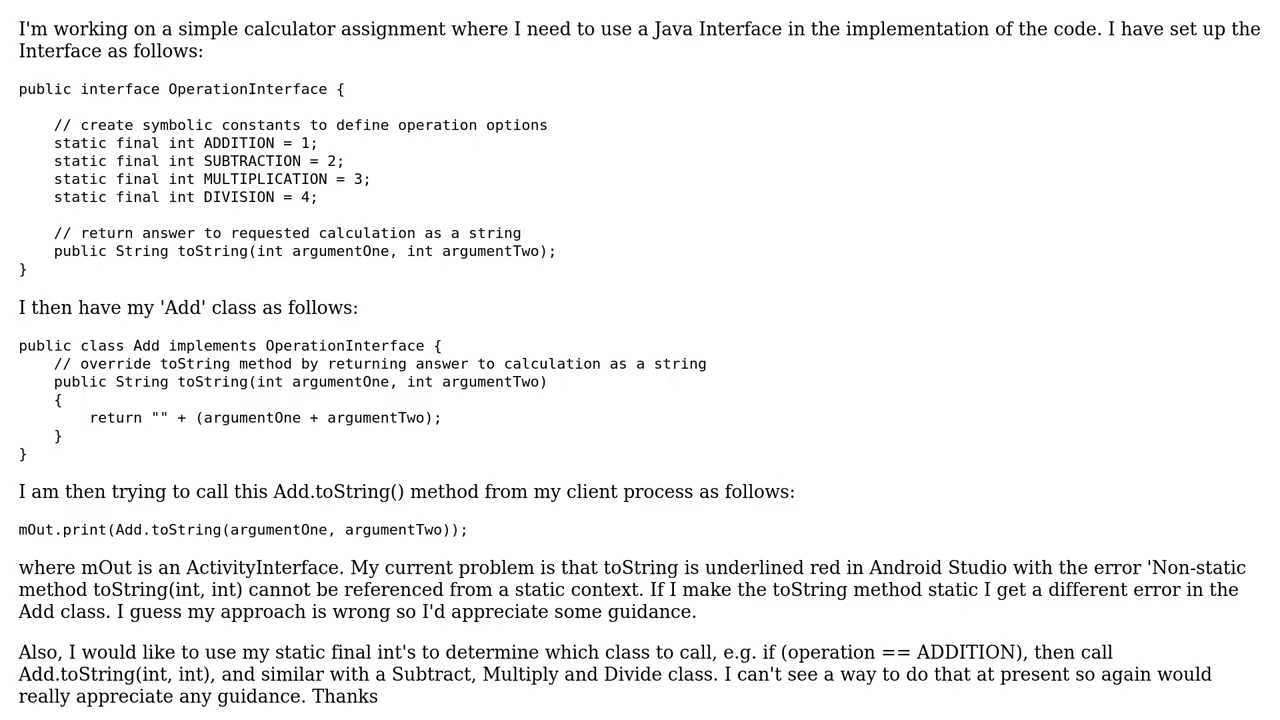 I'm working on a simple calculator assignment where I need to use a Java Interface in the implementation of the code. I have set up the
Interface as follows:
public interface OperationInterface {
    // create symbolic constants to define operation options
    static final int ADDITION = 1;
    static final int SUBTRACTION = 2;
    static final int MULTIPLICATION = 3;
    static final int DIVISION = 4;
    // return answer to requested calculation as a string
    public String toString(int argumentOne, int argumentTwo);
}
I then have my 'Add' class as follows:
public class Add implements OperationInterface {
    // override toString method by returning answer to calculation as a string
    public String toString(int argumentOne, int argumentTwo)
    {
        return "" + (argumentOne + argumentTwo);
    }
}
I am then trying to call this Add.toString() method from my client process as follows:
mOut.print(Add.toString(argumentOne, argumentTwo));
where mOut is an ActivityInterface. My current problem is that toString is underlined red in Android Studio with the error 'Non-static
method toString(int, int) cannot be referenced from a static context. If I make the toString method static I get a different error in the
Add class. I guess my approach is wrong so I'd appreciate some guidance.
Also, I would like to use my static final int's to determine which class to call, e.g. if (operation == ADDITION), then call
Add.toString(int, int), and similar with a Subtract, Multiply and Divide class. I can't see a way to do that at present so again would
really appreciate any guidance. Thanks